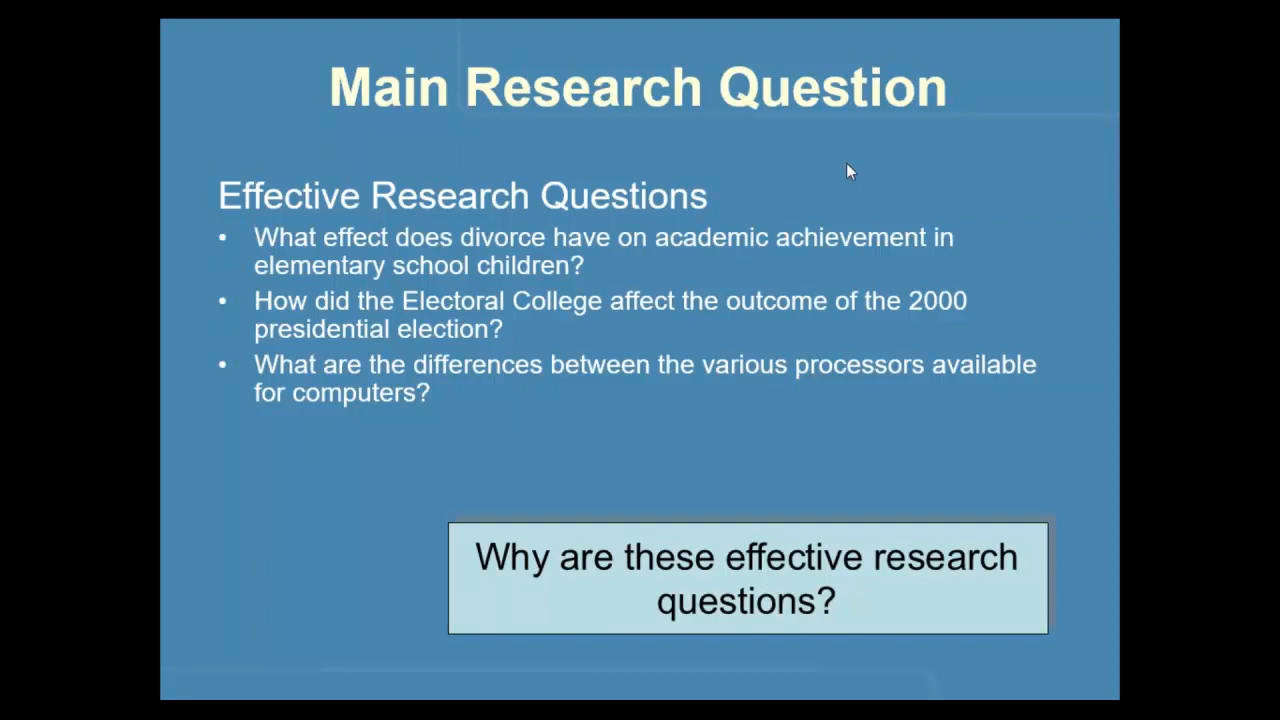 Main Research Question
Effective Research Questions
• What effect does divorce have on academic achievement in
elementary school children?
• How did the Electoral College affect the outcome of the 2000
presidential election?
• What are the differences between the various processors available
for computers?
Why are these effective research
questions?